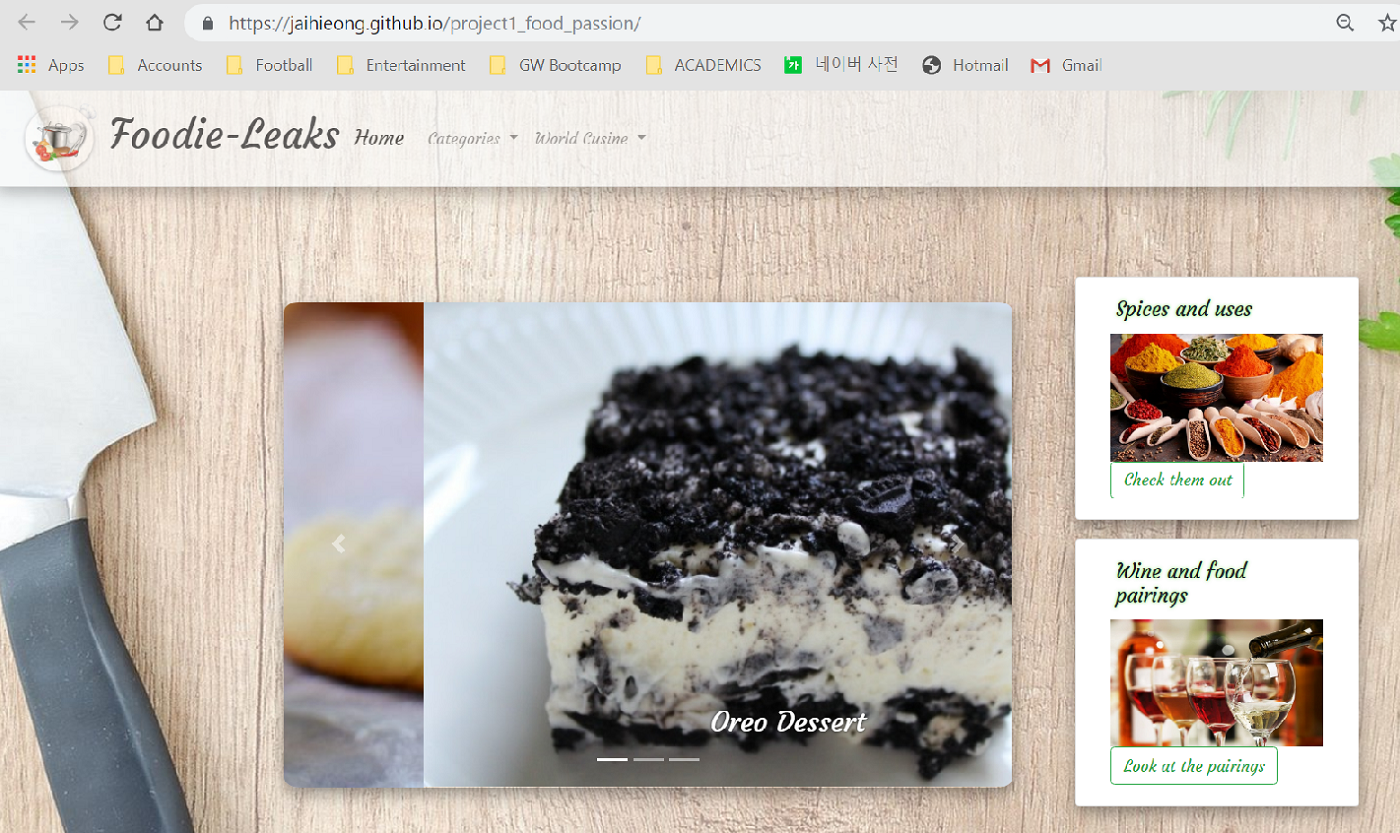 https://jaihieong.github.io/project1_food_passion/
Apps Accounts Football Entertainment GW Bootcamp ACADEMICS 가 네이버 사전 Hotmail Gmail
Foodie-Leaks Home Categories World Cusine
Spices and uses
Check them out
Wine and food
pairings
Look at the pairings
Oreo Dessert